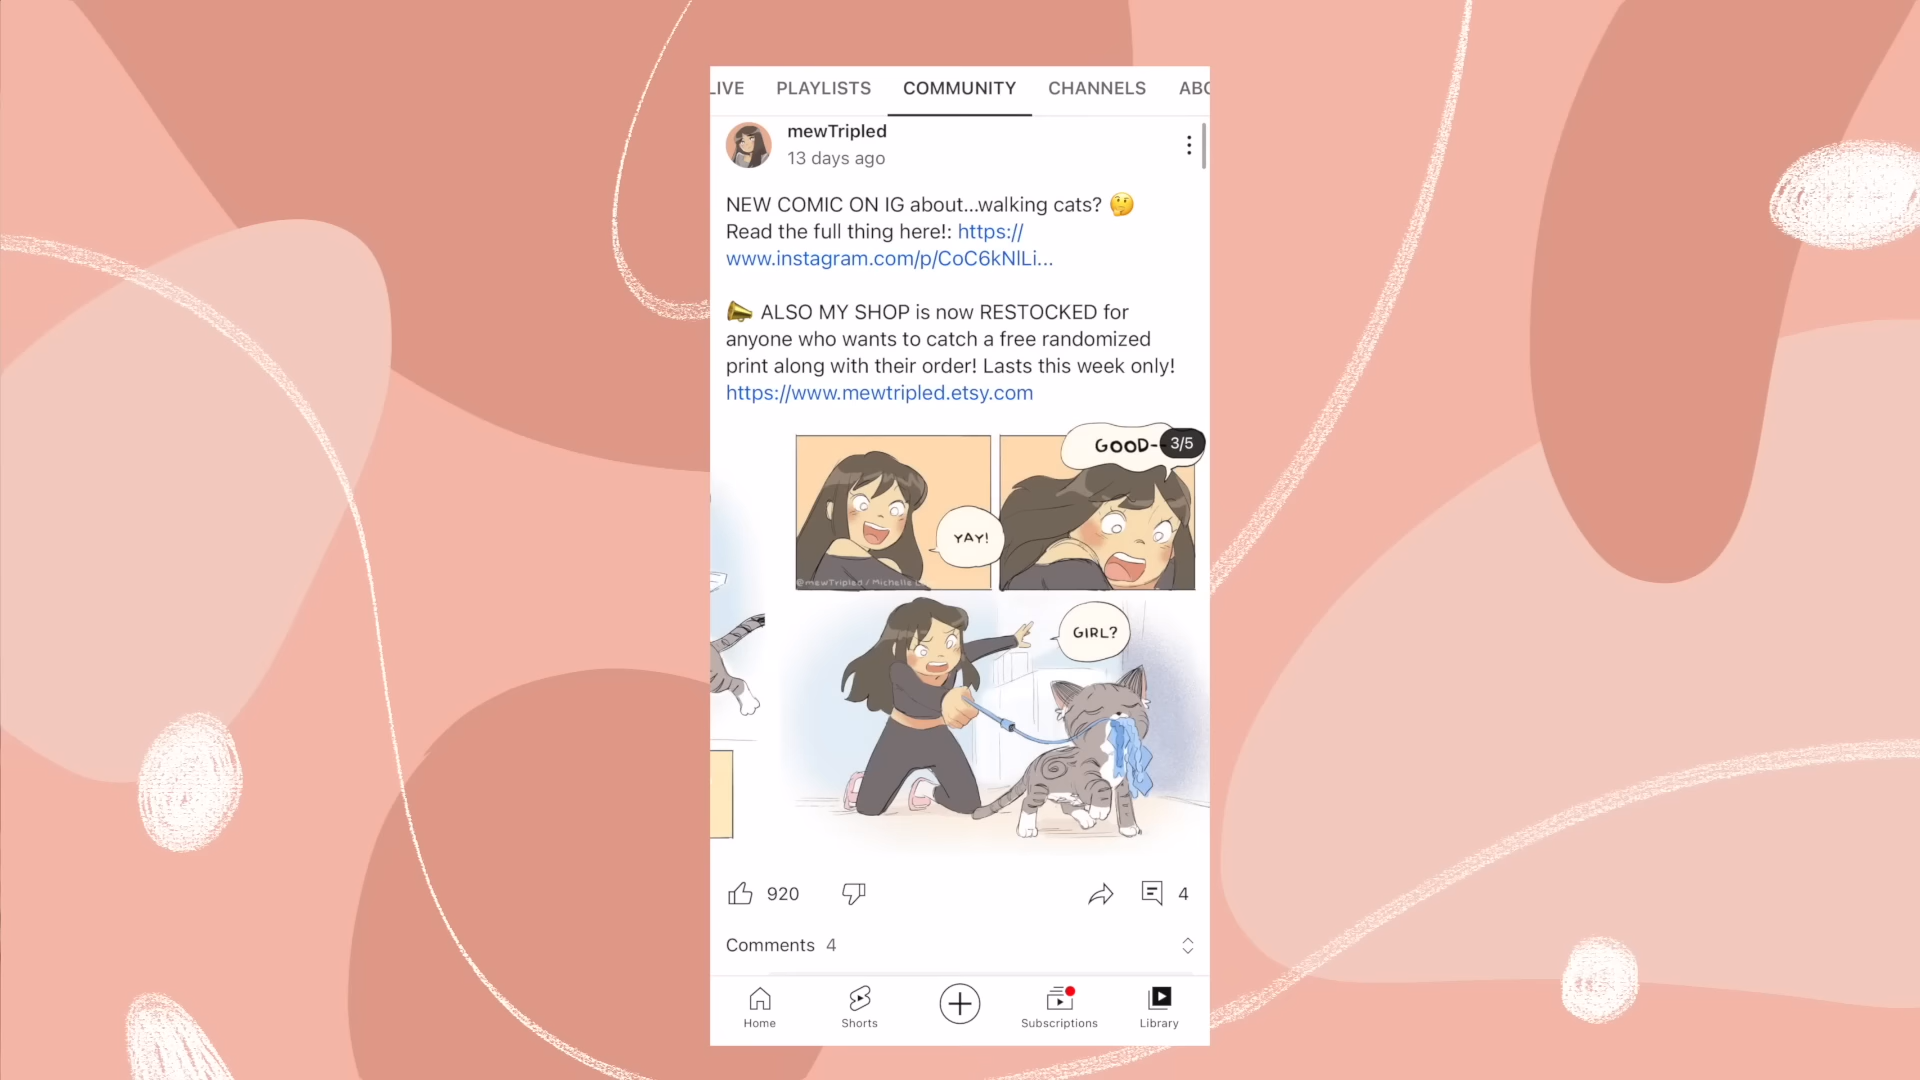 LIVE PLAYLISTS COMMUNITY CHANNELS ABO
mewTripled
13 days ago
NEW COMIC ON IG about...walking cats? 🤔
Read the full thing here!: https://
www.instagram.com/p/CoC6kNlLi...
📣 ALSO MY SHOP is now RESTOCKED for
anyone who wants to catch a free randomized
print along with their order! Lasts this week only!
https://www.mewtripled.etsy.com
GOOD-
3/5
YAY!
@mewTripled / Michelle
GIRL?
920
4
Comments 4
Home Shorts Subscriptions Library